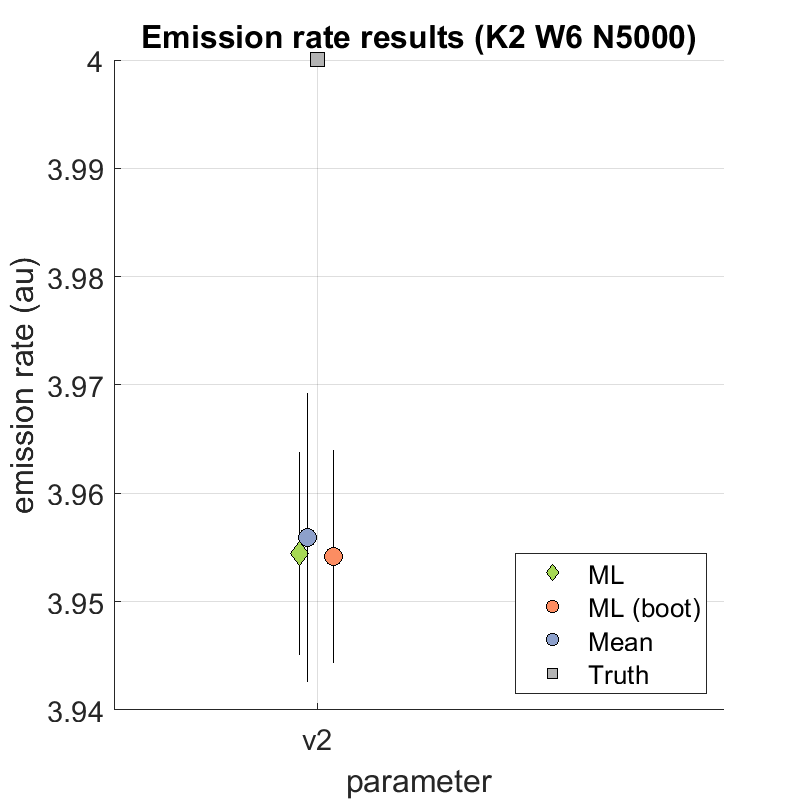 Emission rate results (K2 W6 N5000)
4
3.99
3.98
3.97
3.96
3.95
3.94
emission rate (au)
ML
ML (boot)
Mean
Truth
v2
parameter